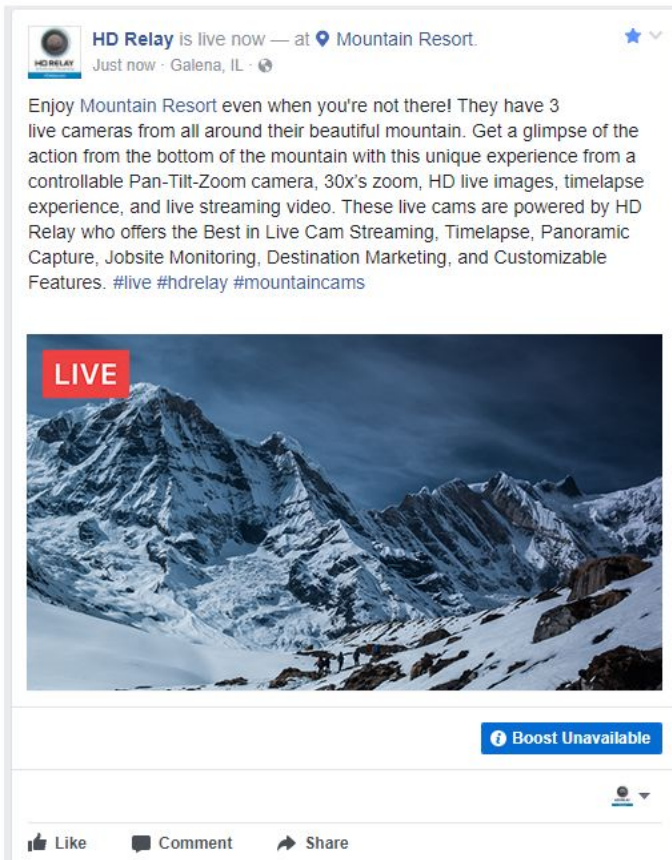 HD Relay is live now — at Mountain Resort.
HD RELAY
Just now · Galena, IL ·
Enjoy Mountain Resort even when you're not there! They have 3
live cameras from all around their beautiful mountain. Get a glimpse of the
action from the bottom of the mountain with this unique experience from a
controllable Pan-Tilt-Zoom camera, 30x's zoom, HD live images, timelapse
experience, and live streaming video. These live cams are powered by HD
Relay who offers the Best in Live Cam Streaming, Timelapse, Panoramic
Capture, Jobsite Monitoring, Destination Marketing, and Customizable
Features. #live #hdrelay #mountaincams
LIVE
Boost Unavailable
Like Comment Share